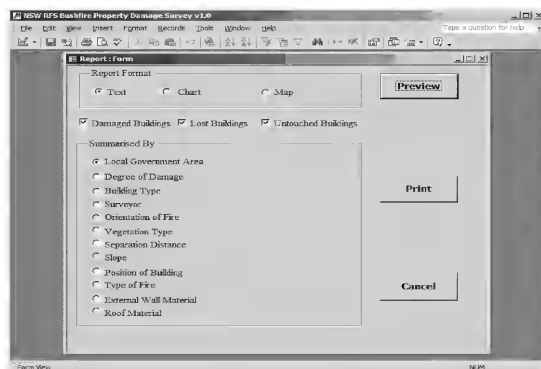 NSW RFS Bushfire Property Damage Survey v1.0
File Edit View Insert Format Records Tools Window Help
Type a question for help
Report : Form
Report Format
Text Chart Map
Preview
Damaged Buildings Lost Buildings Untouched Buildings
Summarised By
Local Government Area
Degree of Damage
Building Type
Print
Surveyor
Orientation of Fire
Vegetation Type
Separation Distance
Slope
Position of Building
Type of Fire
Cancel
External Wall Material
Roof Material
Form View NUM